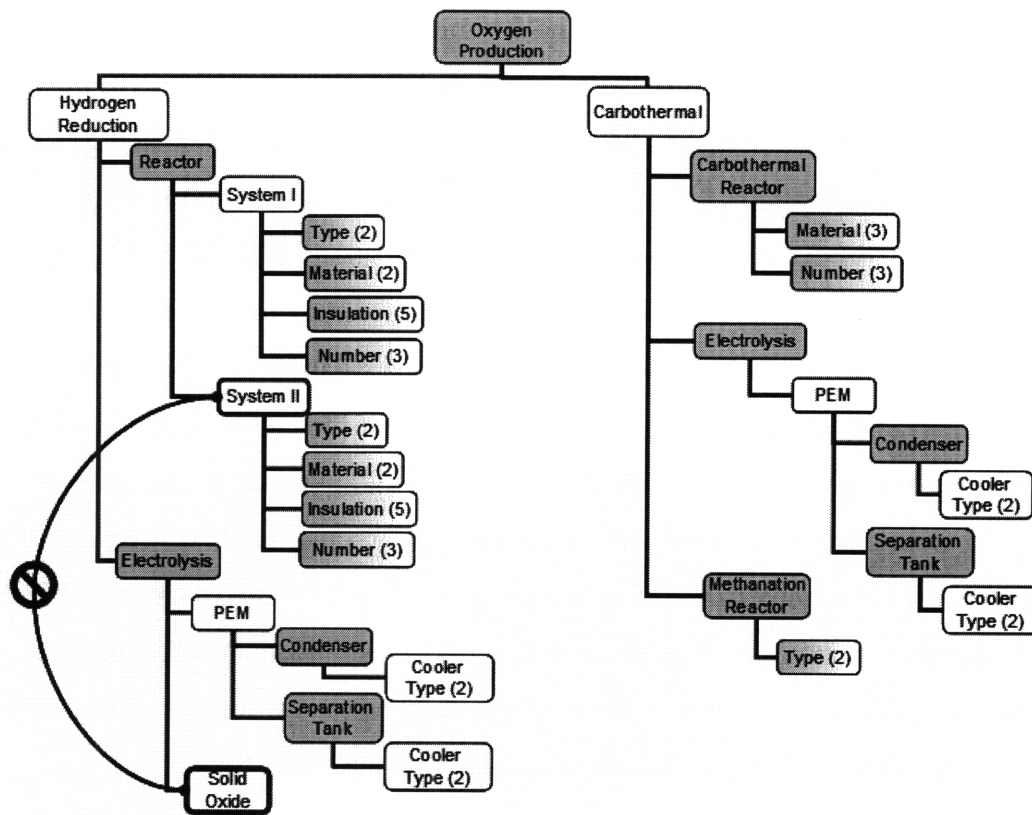 Oxygen
Production
Hydrogen
Reduction
Reactor
System I
Type (2)
Material (2)
Insulation (5)
Number (3)
System II
Type (2)
Material (2)
Insulation (5)
Number (3)
Electrolysis
PEM
Condenser
Cooler
Type (2)
Separation
Tank
Cooler
Type (2)
Solid
Oxide
Carbothermal
Carbothermal
Reactor
Material (3)
Number (3)
Electrolysis
PEM
Condenser
Cooler
Type (2)
Separation
Tank
Cooler
Type (2)
Methanation
Reactor
Type (2)